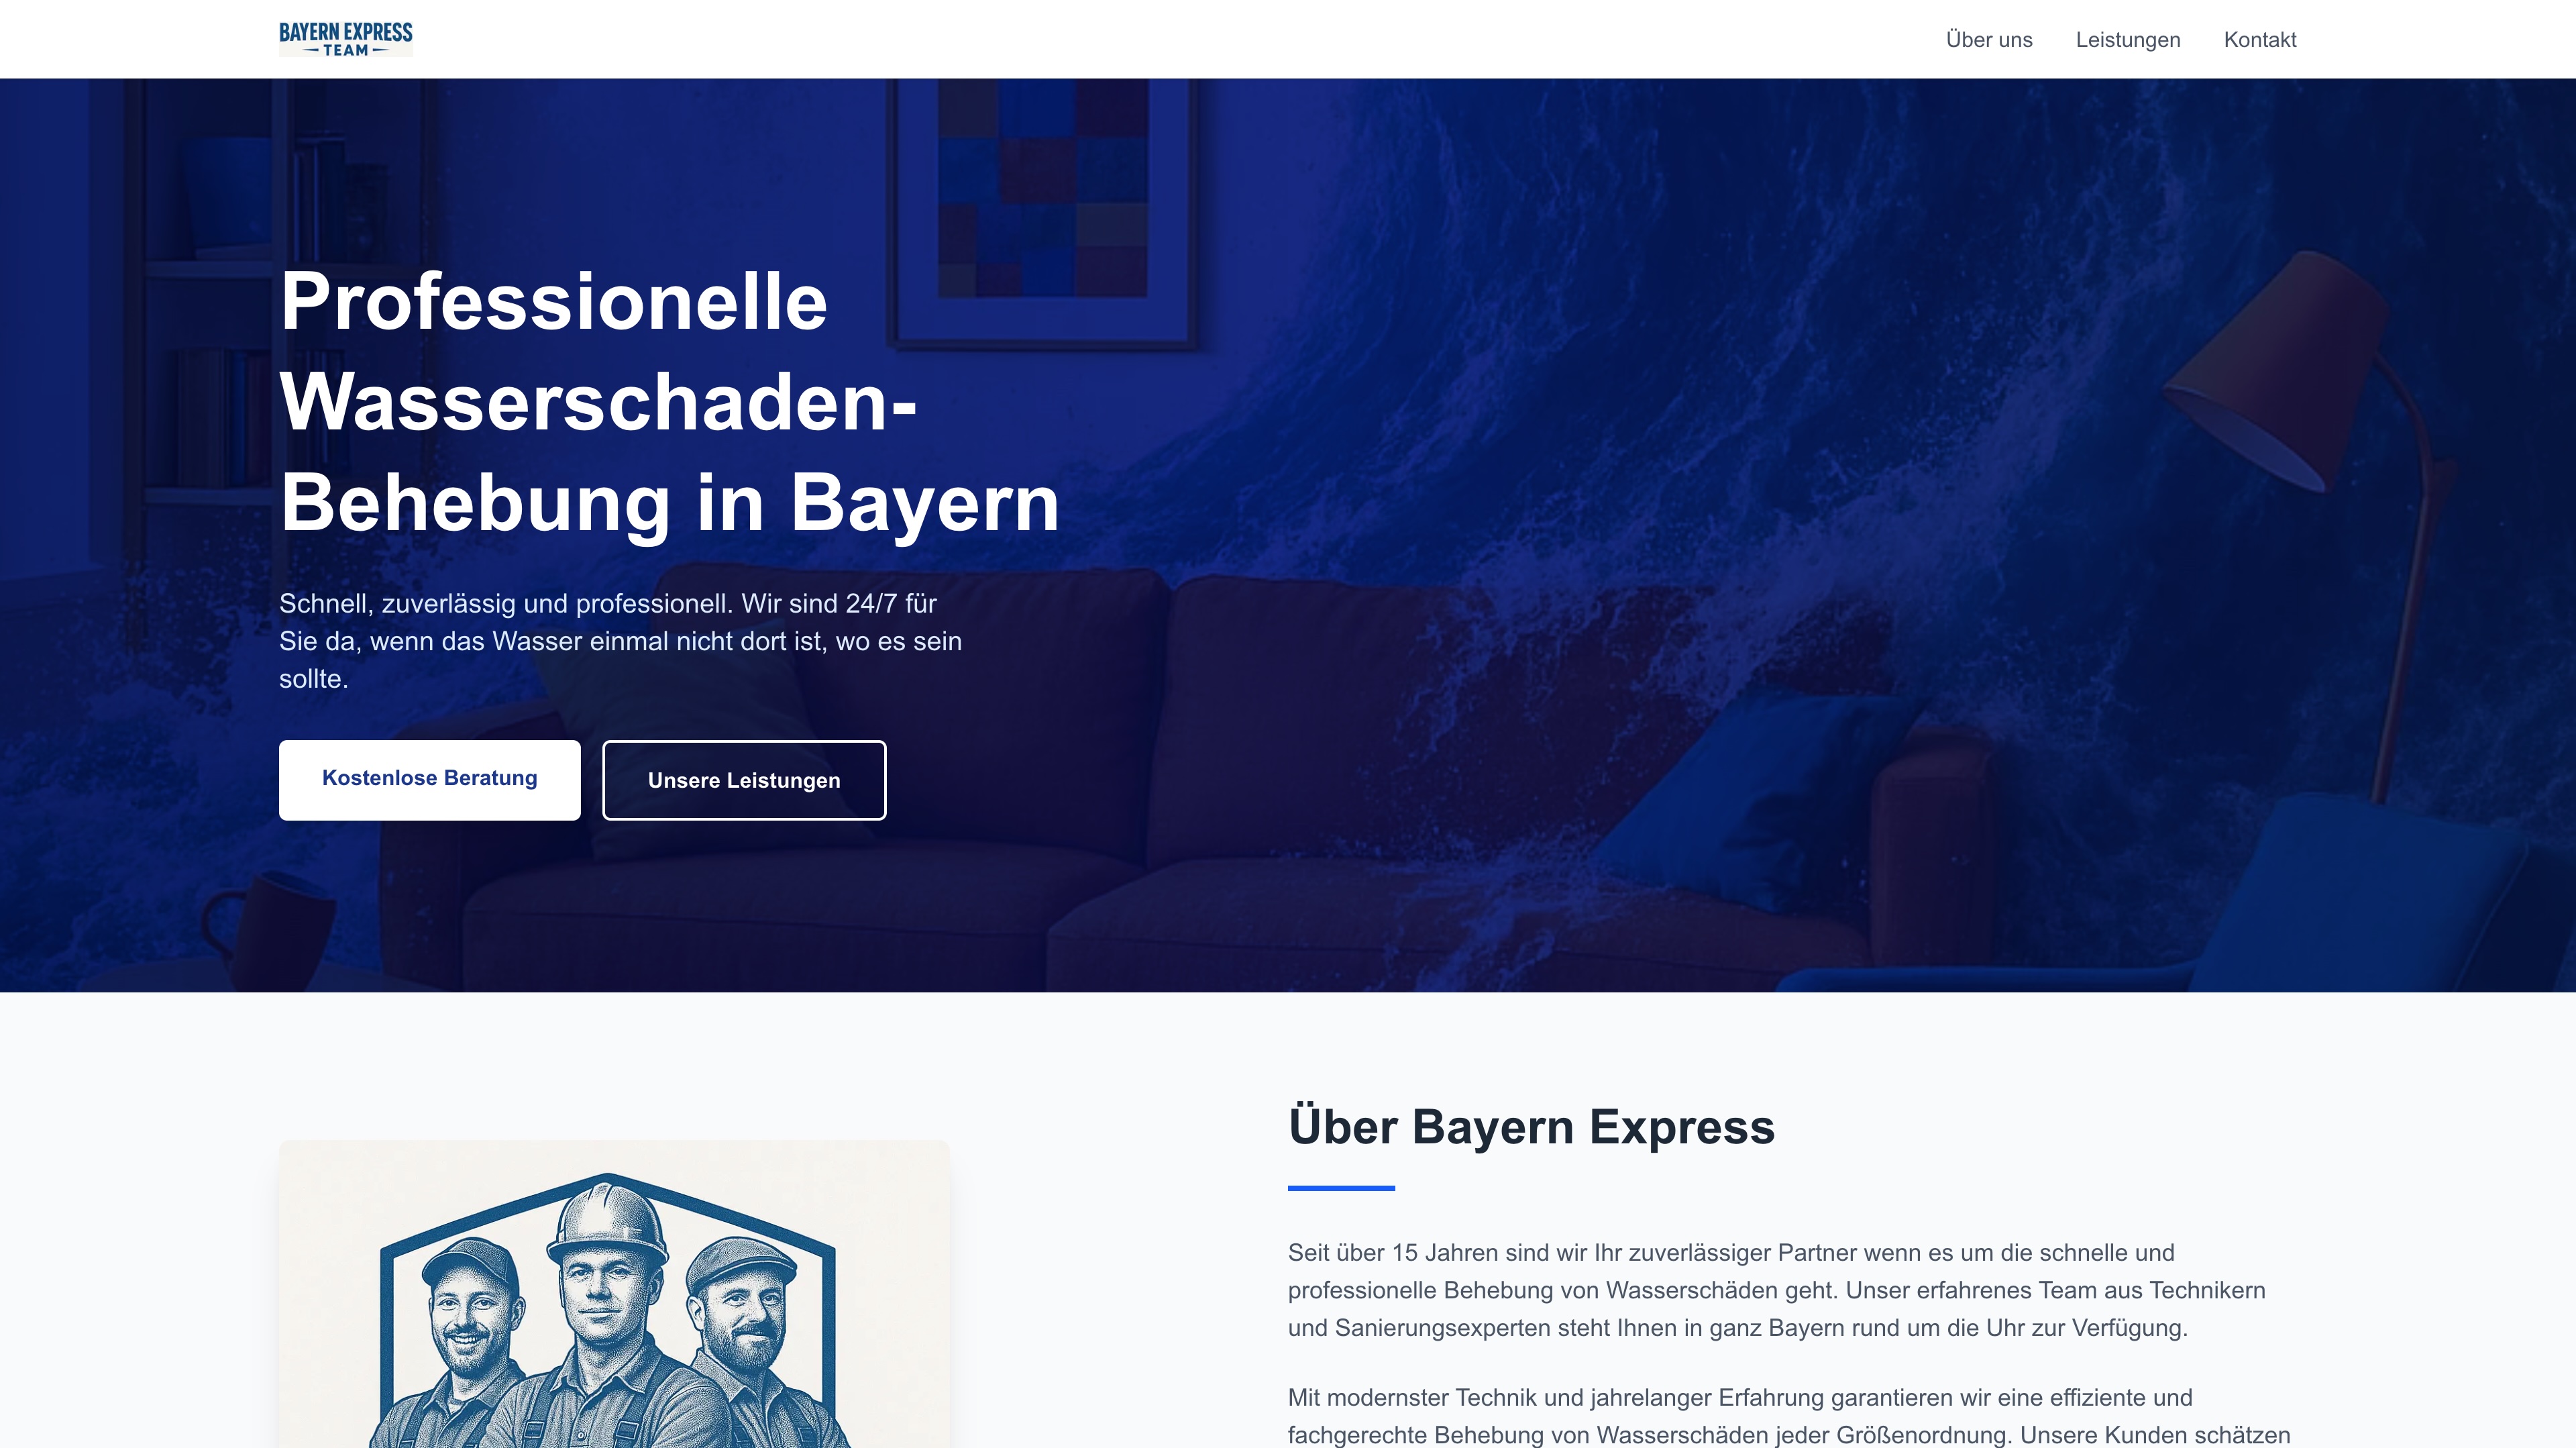 BAYERN EXPRESS
TEAM
Über uns
Leistungen
Kontakt
Professionelle
Wasserschaden-
Behebung in Bayern
Schnell, zuverlässig und professionell. Wir sind 24/7 für
Sie da, wenn das Wasser einmal nicht dort ist, wo es sein
sollte.
Kostenlose Beratung
Unsere Leistungen
Über Bayern Express
Seit über 15 Jahren sind wir Ihr zuverlässiger Partner wenn es um die schnelle und
professionelle Behebung von Wasserschäden geht. Unser erfahrenes Team aus Technikern
und Sanierungsexperten steht Ihnen in ganz Bayern rund um die Uhr zur Verfügung.
Mit modernster Technik und jahrelanger Erfahrung garantieren wir eine effiziente und
fachgerechte Behebung von Wasserschäden jeder Größenordnung. Unsere Kunden schätzen